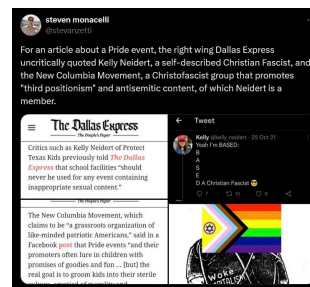 steven monacelli
@stevanzetti
For an article about a Pride event, the right wing Dallas Express
uncritically quoted Kelly Neidert, a self-described Christian Fascist, and
the New Columbia Movement, a Christofascist group that promotes
"third positionism" and antisemitic content, of which Neidert is a
member.
The Dallas Express
The People's Paper
Critics such as Kelly Neidert of Protect
Texas Kids previously told The Dallas
Express that school facilities "should
never be used for any event containing
inappropriate sexual content."
The People's Paper
The New Columbia Movement, which
claims to be "a grassroots organization of
like-minded patriotic Americans," said in a
Facebook post that Pride events "and their
promoters often lure in children with
promises of goodies and fun ... [but] the
real goal is to groom kids into their sterile
Tweet
Kelly @kelly_neidert · 25 Oct 21
Yeah I'm BASED:
B
A
S
E
D A Christian Fascist 😎
Woke